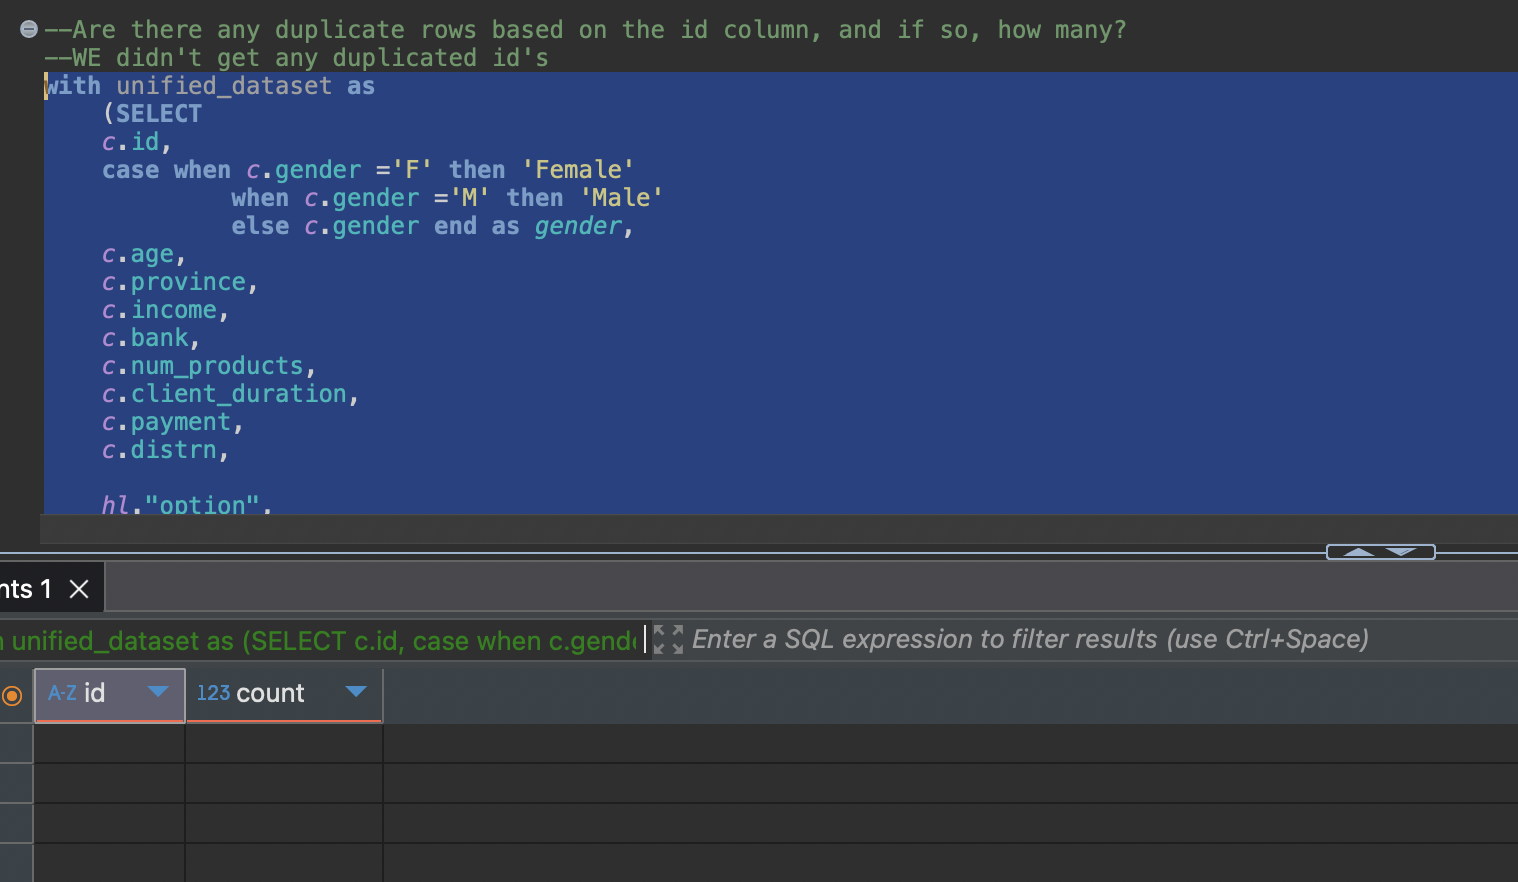 --Are there any duplicate rows based on the id column, and if so, how many?
--WE didn't get any duplicated id's
with unified_dataset as
(SELECT
c.id,
case when c.gender ='F' then 'Female'
when c.gender ='M' then 'Male'
else c.gender end as gender,
c.age,
c.province,
c.income,
c.bank,
c.num_products,
c.client_duration,
c.payment,
c.distrn,
hl."option",
nts 1
unified_dataset as (SELECT c.id, case when c.gende
Enter a SQL expression to filter results (use Ctrl+Space)
A-Z id
123 count